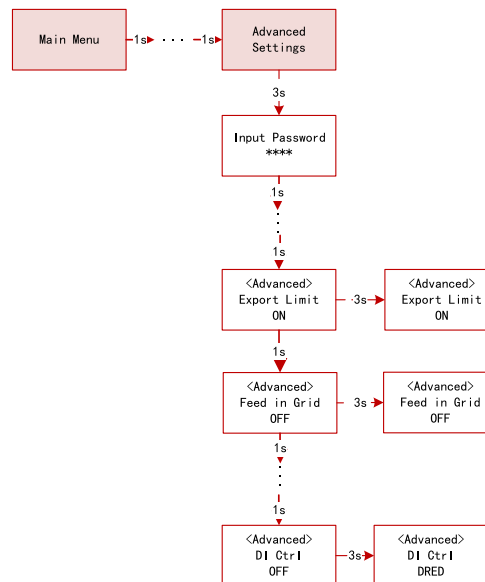 Main Menu
1s
1s
Advanced
Settings
3s
Input Password
****
1s
1s
<Advanced>
Export Limit
ON
3s
<Advanced>
Export Limit
ON
1s
<Advanced>
Feed in Grid
OFF
3s
<Advanced>
Feed in Grid
OFF
1s
1s
<Advanced>
DI Ctrl
OFF
3s
<Advanced>
DI Ctrl
DRED